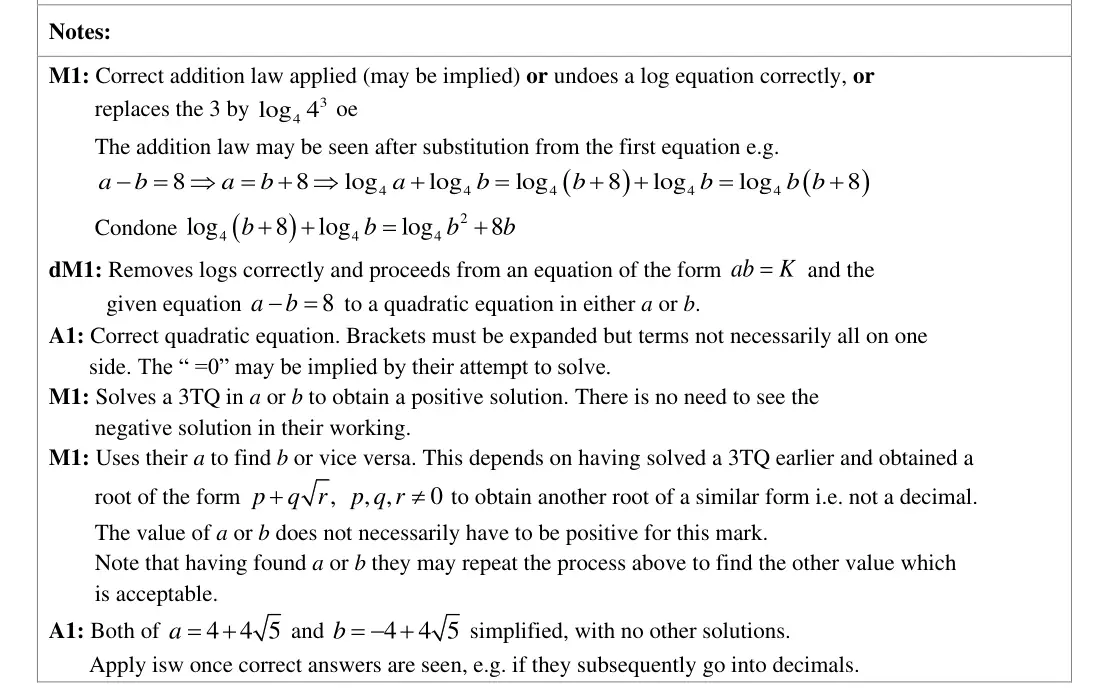 Notes:
M1: Correct addition law applied (may be implied) or undoes a log equation correctly, or
replaces the 3 by log₄ 4³ oe
The addition law may be seen after substitution from the first equation e.g.
a − b = 8 ⇒ a = b + 8 ⇒ log₄ a + log₄ b = log₄ (b + 8) + log₄ b = log₄ b(b + 8)
Condone log₄ (b + 8) + log₄ b = log₄ b² + 8b
dM1: Removes logs correctly and proceeds from an equation of the form ab = K and the
given equation a − b = 8 to a quadratic equation in either a or b.
A1: Correct quadratic equation. Brackets must be expanded but terms not necessarily all on one
side. The “ =0” may be implied by their attempt to solve.
M1: Solves a 3TQ in a or b to obtain a positive solution. There is no need to see the
negative solution in their working.
M1: Uses their a to find b or vice versa. This depends on having solved a 3TQ earlier and obtained a
root of the form p + q√r, p, q, r ≠ 0 to obtain another root of a similar form i.e. not a decimal.
The value of a or b does not necessarily have to be positive for this mark.
Note that having found a or b they may repeat the process above to find the other value which
is acceptable.
A1: Both of a = 4 + 4√5 and b = −4 + 4√5 simplified, with no other solutions.
Apply isw once correct answers are seen, e.g. if they subsequently go into decimals.